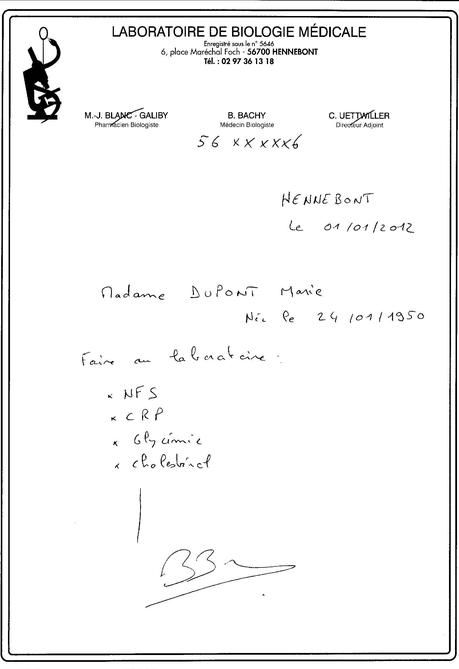 LABORATOIRE DE BIOLOGIE MÉDICALE
Enregistré sous le n° 5646
6, place Maréchal Foch - 56700 HENNEBONT
Tél. : 02 97 36 13 18
M.-J. BLANC - GALIBY B. BACHY C. UETTWILLER
Pharmacien Biologiste Médecin Biologiste Directeur Adjoint
56 XXXXX6
HENNEBONT
Le 01/01/2012
Madame DUPONT Marie
Née le 24/01/1950
Faire au laboratoire :
x NFS
x CRP
x Glycémie
x Cholestérol